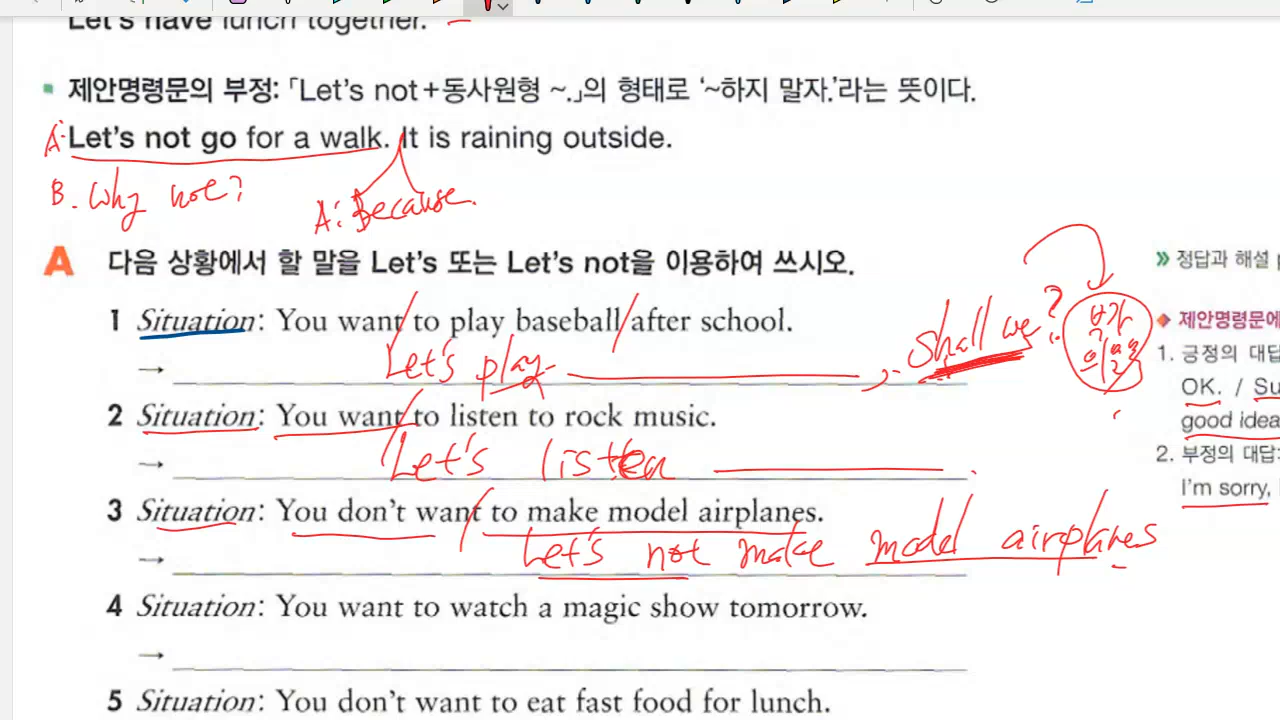 Let's have lunch together.
▪ 제안명령문의 부정: 「Let's not+동사원형 ~.」의 형태로 '~하지 말자.'라는 뜻이다.
A: Let's not go for a walk. It is raining outside.
B. Why not?
A: Because.
A 다음 상황에서 할 말을 Let's 또는 Let's not을 이용하여 쓰시오.
» 정답과 해설
1 Situation: You want to play baseball after school.
◆ 제안명령문에
→ Let's play , shall we?
부가의문
1. 긍정의 대답
OK. / Su
2 Situation: You want to listen to rock music.
good idea
→ Let's listen .
2. 부정의 대답:
I'm sorry,
3 Situation: You don't want to make model airplanes.
→ Let's not make model airplanes
4 Situation: You want to watch a magic show tomorrow.
→
5 Situation: You don't want to eat fast food for lunch.